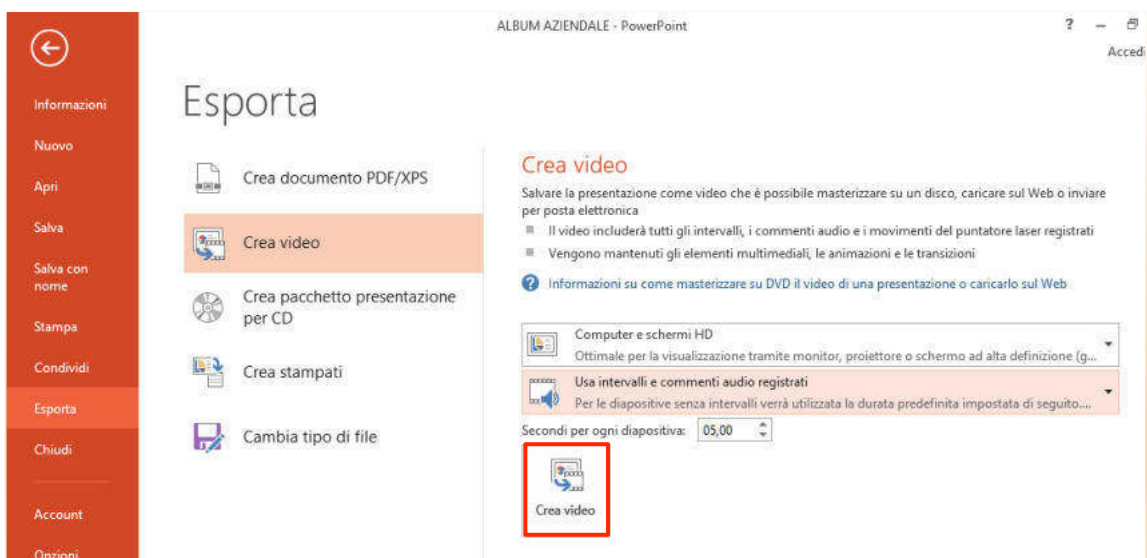 ALBUM AZIENDALE - PowerPoint
?
Accedi
Informazioni
Nuovo
Apri
Salva
Salva con
nome
Stampa
Condividi
Esporta
Chiudi
Account
Opzioni
Esporta
Crea documento PDF/XPS
Crea video
Crea pacchetto presentazione
per CD
Crea stampati
Cambia tipo di file
Crea video
Salvare la presentazione come video che è possibile masterizzare su un disco, caricare sul Web o inviare
per posta elettronica
Il video includerà tutti gli intervalli, i commenti audio e i movimenti del puntatore laser registrati
Vengono mantenuti gli elementi multimediali, le animazioni e le transizioni
Informazioni su come masterizzare su DVD il video di una presentazione o caricarlo sul Web
Computer e schermi HD
Ottimale per la visualizzazione tramite monitor, proiettore o schermo ad alta definizione (g...
Usa intervalli e commenti audio registrati
Per le diapositive senza intervalli verrà utilizzata la durata predefinita impostata di seguito....
Secondi per ogni diapositiva: 05,00
Crea video